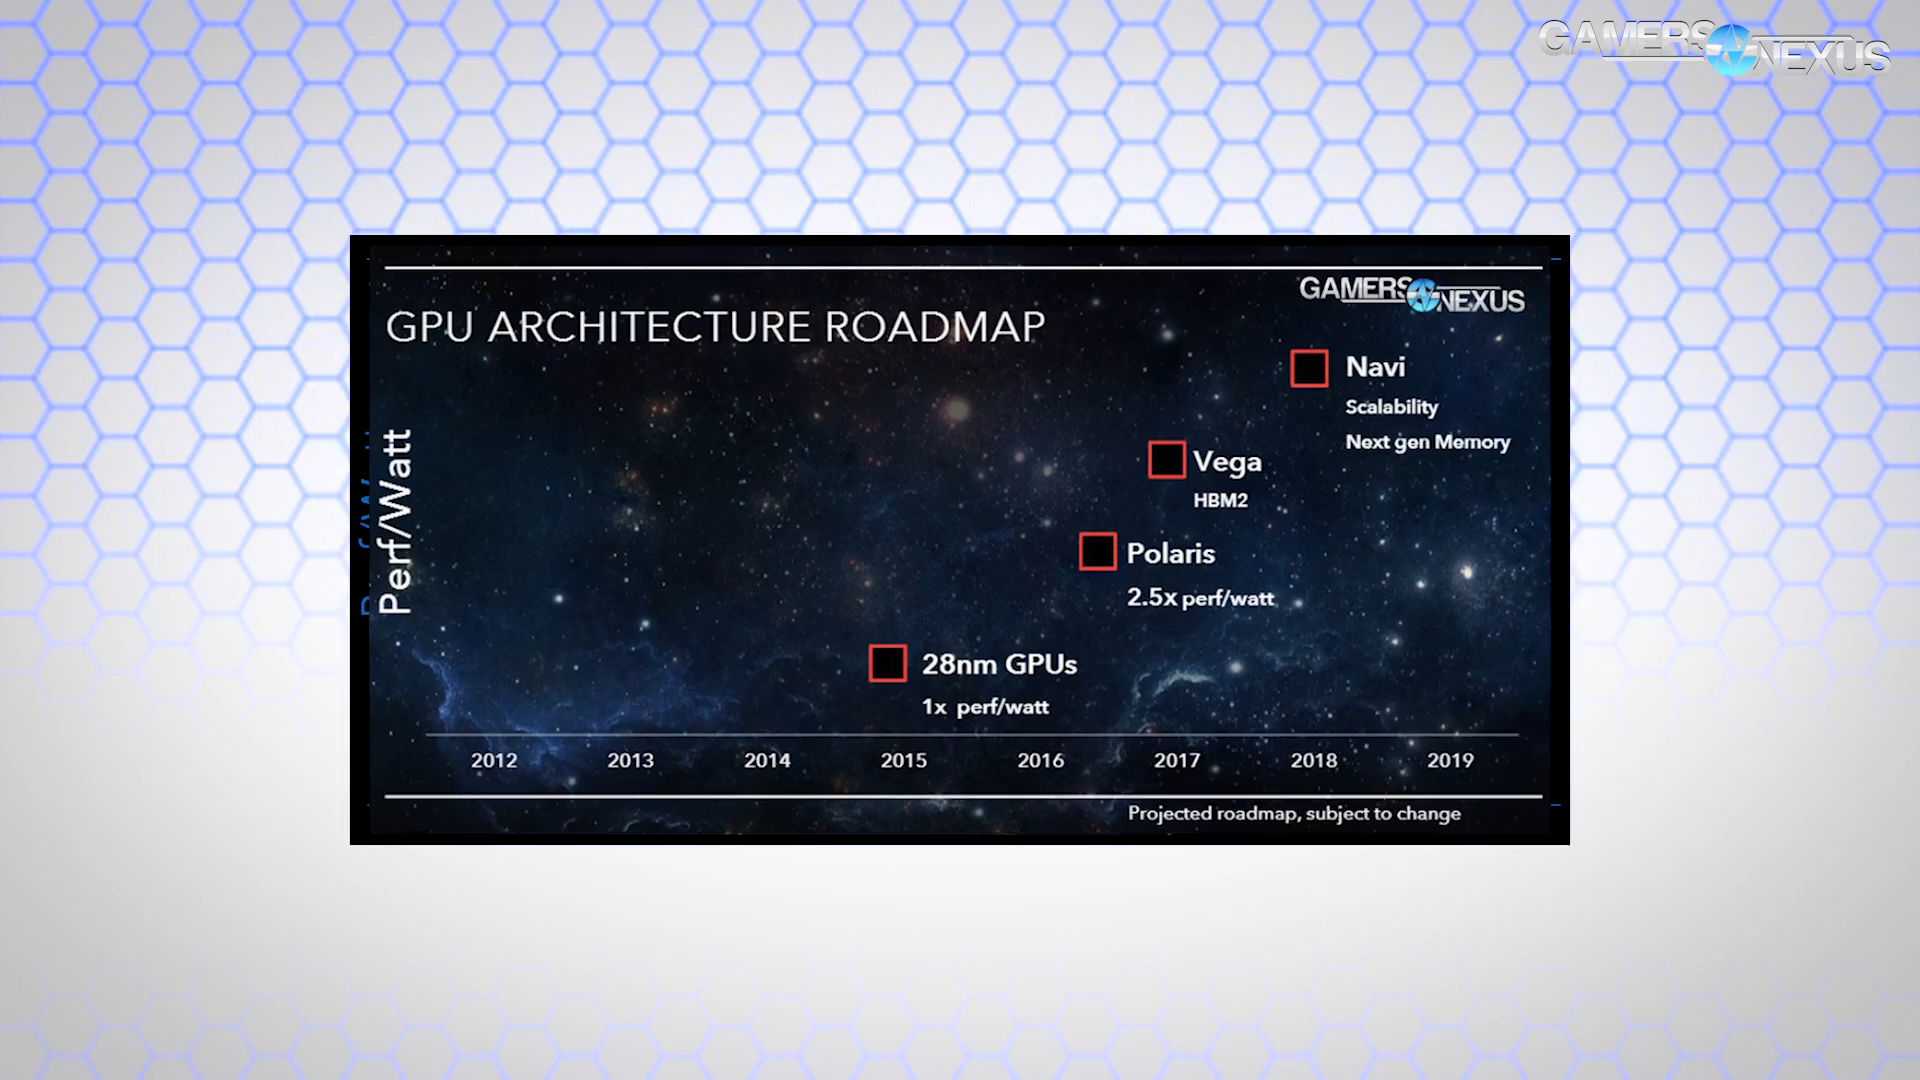 GAMERS NEXUS
GAMERS NEXUS
GPU ARCHITECTURE ROADMAP
Navi
Scalability
Next gen Memory
Vega
HBM2
Perf/Watt
Polaris
2.5x perf/watt
28nm GPUs
1x perf/watt
2012 2013 2014 2015 2016 2017 2018 2019
Projected roadmap, subject to change